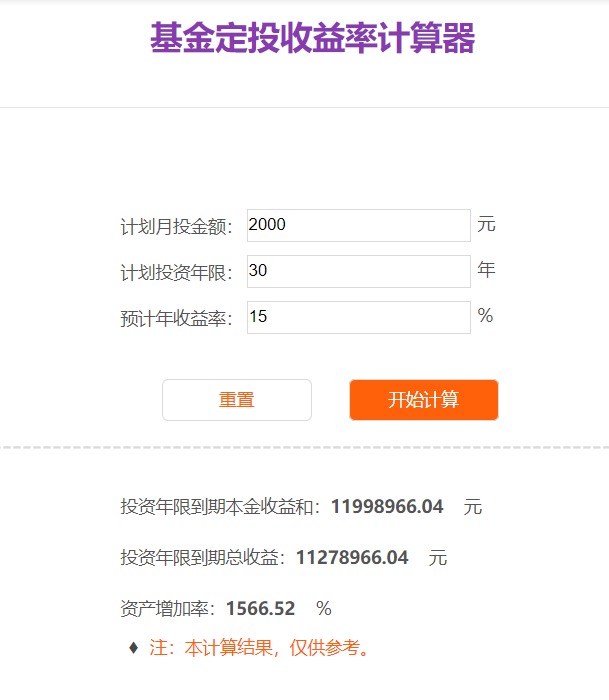 基金定投收益率计算器
计划月投金额： 2000 元
计划投资年限： 30 年
预计年收益率： 15 %
重置 开始计算
投资年限到期本金收益和：11998966.04 元
投资年限到期总收益：11278966.04 元
资产增加率：1566.52 %
♦ 注：本计算结果，仅供参考。